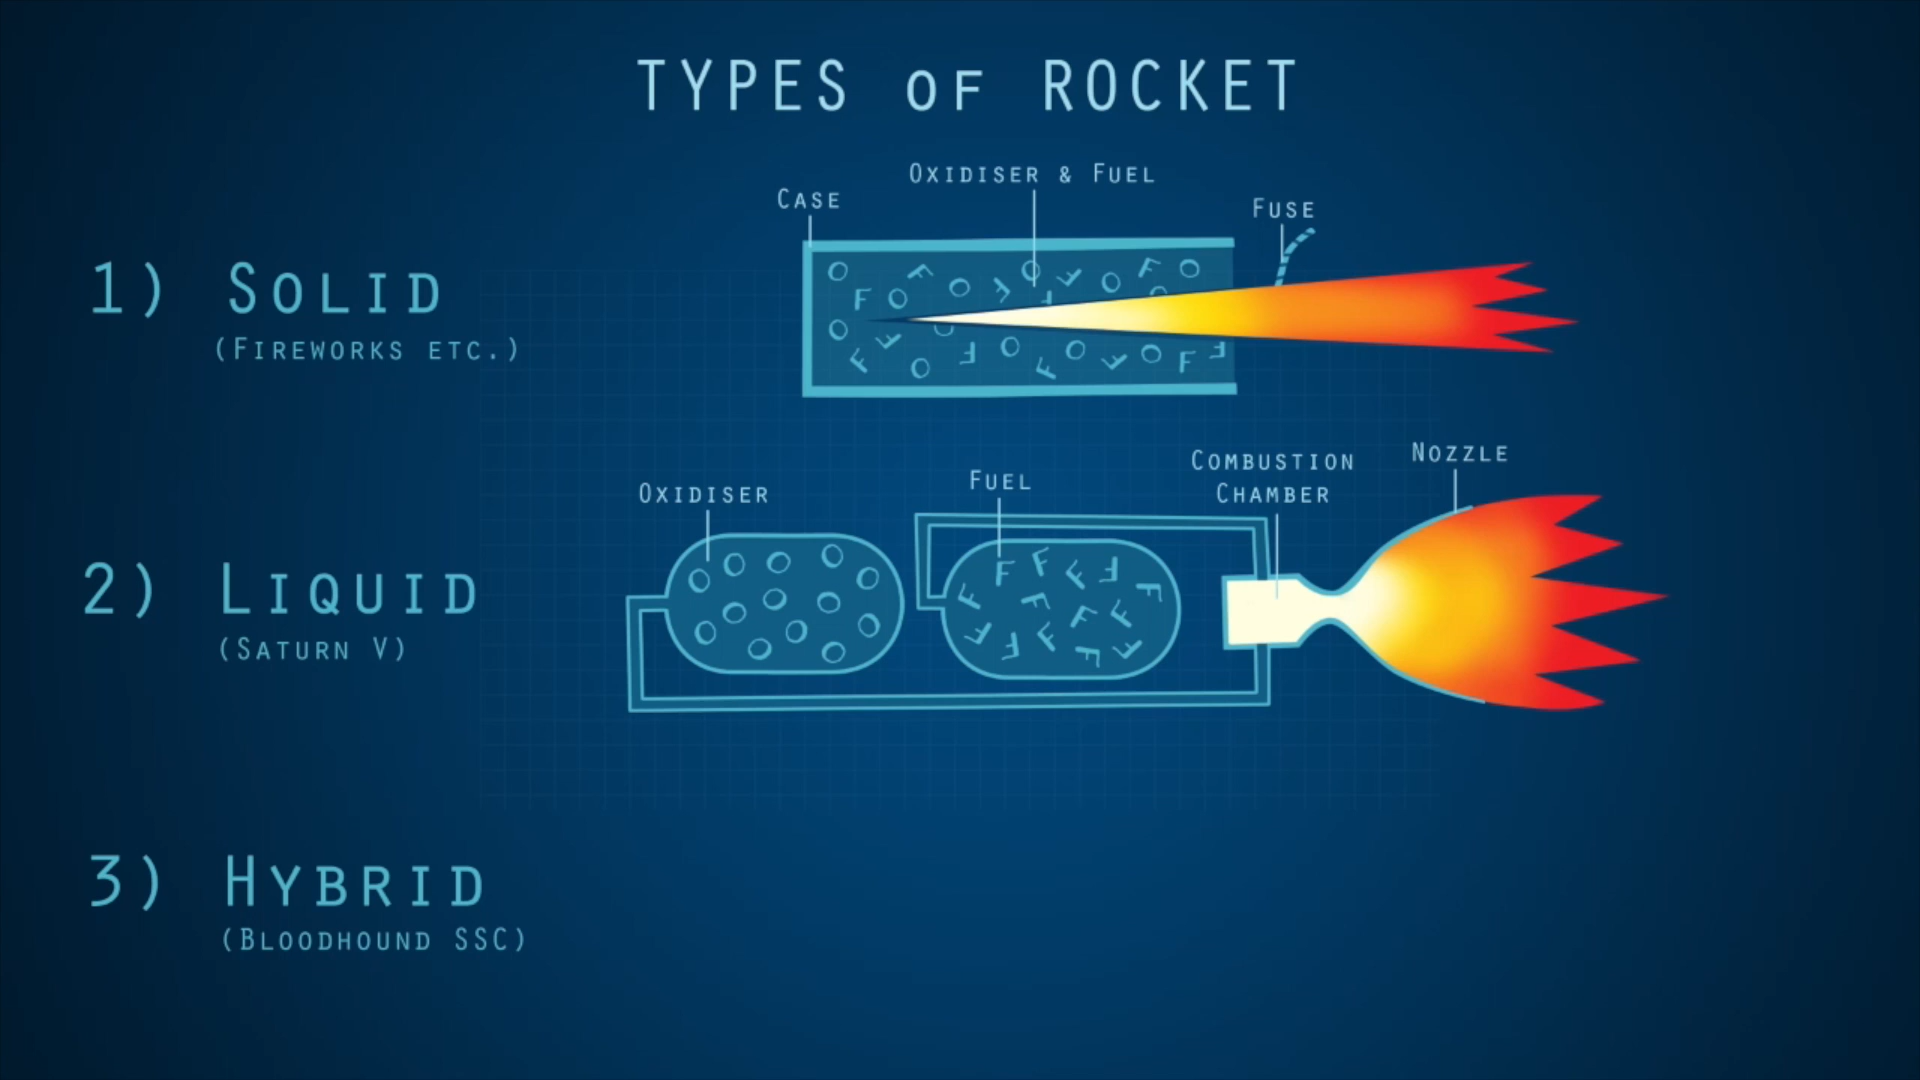 TYPES OF ROCKET
1) SOLID
(FIREWORKS ETC.)
CASE
OXIDISER & FUEL
FUSE
2) LIQUID
(SATURN V)
OXIDISER
FUEL
COMBUSTION
CHAMBER
NOZZLE
3) HYBRID
(BLOODHOUND SSC)